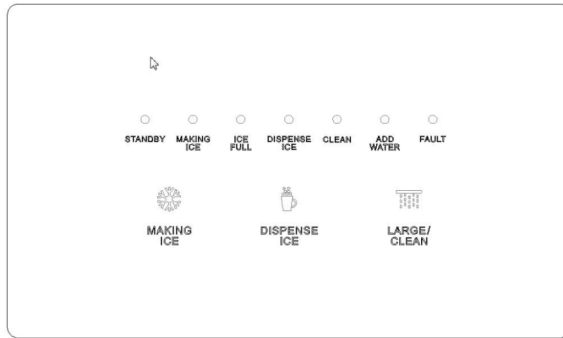 STANDBY MAKING ICE ICE FULL DISPENSE ICE CLEAN ADD WATER FAULT
MAKING ICE DISPENSE ICE LARGE/ CLEAN